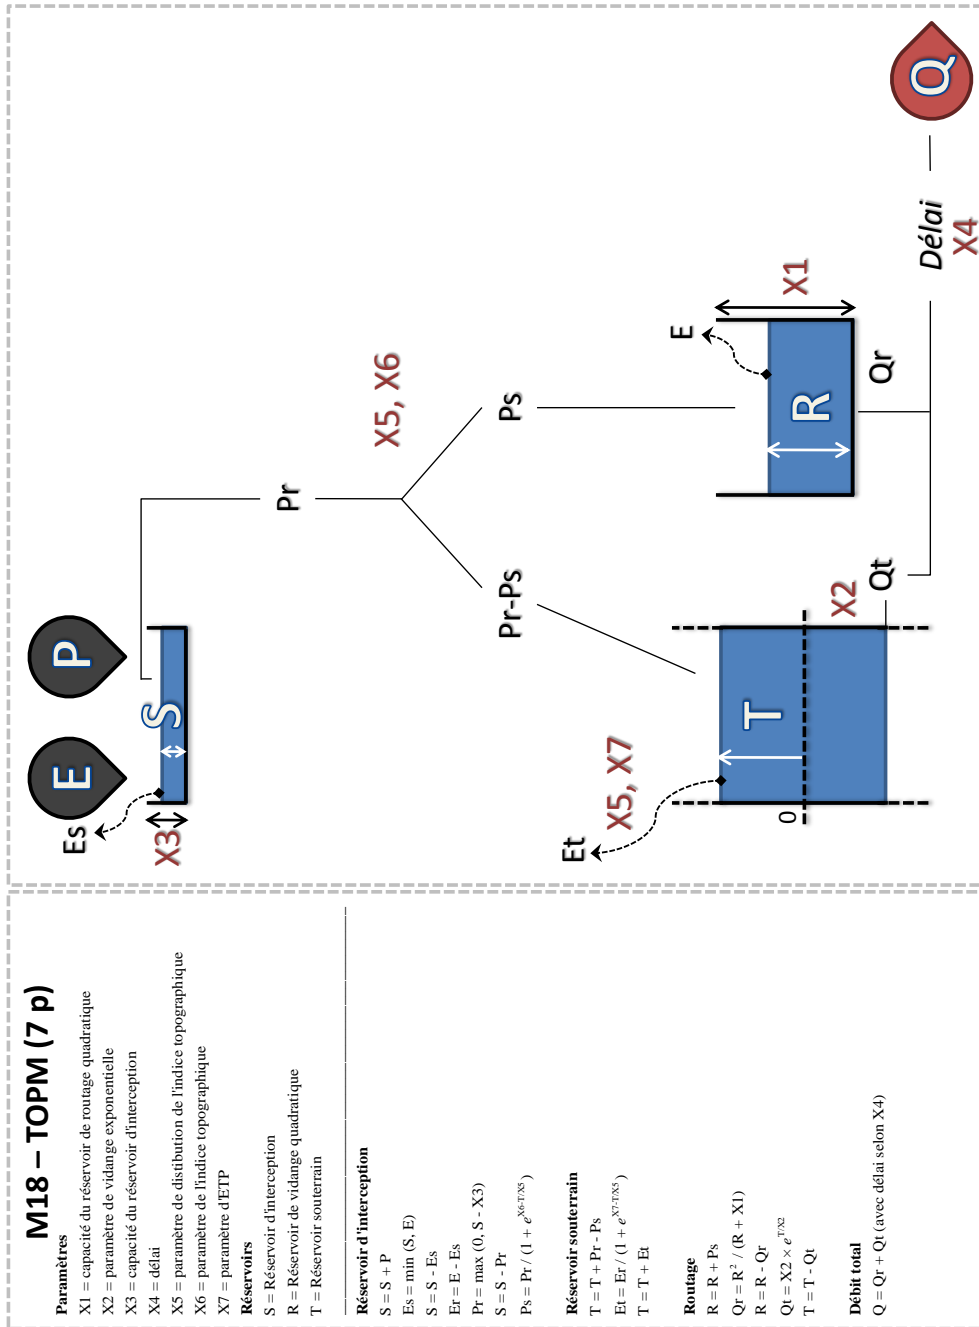 M18 – TOPM (7 p)
Paramètres
X1 = capacité du réservoir de routage quadratique
X2 = paramètre de vidange exponentielle
X3 = capacité du réservoir d'interception
X4 = délai
X5 = paramètre de distibution de l'indice topographique
X6 = paramètre de l'indice topographique
X7 = paramètre d'ETP
Réservoirs
S = Réservoir d'interception
R = Réservoir de vidange quadratique
T = Réservoir souterrain
Réservoir d'interception
S = S + P
Es = min (S, E)
S = S - Es
Er = E - Es
Pr = max (0, S - X3)
S = S - Pr
Ps = Pr / (1 + e^X6-T/X5 )
Réservoir souterrain
T = T + Pr - Ps
Et = Er / (1 + e^X7-T/X5 )
T = T + Et
Routage
R = R + Ps
Qr = R² / (R + X1)
R = R - Qr
Qt = X2 × e^T/X2
T = T - Qt
Débit total
Q = Qr + Qt (avec délai selon X4)
E
P
Es
S
X3
Pr
X5, X6
Pr-Ps
Ps
Et
X5, X7
T
0
X2
Qt
E
R
X1
Qr
Délai
X4
Q